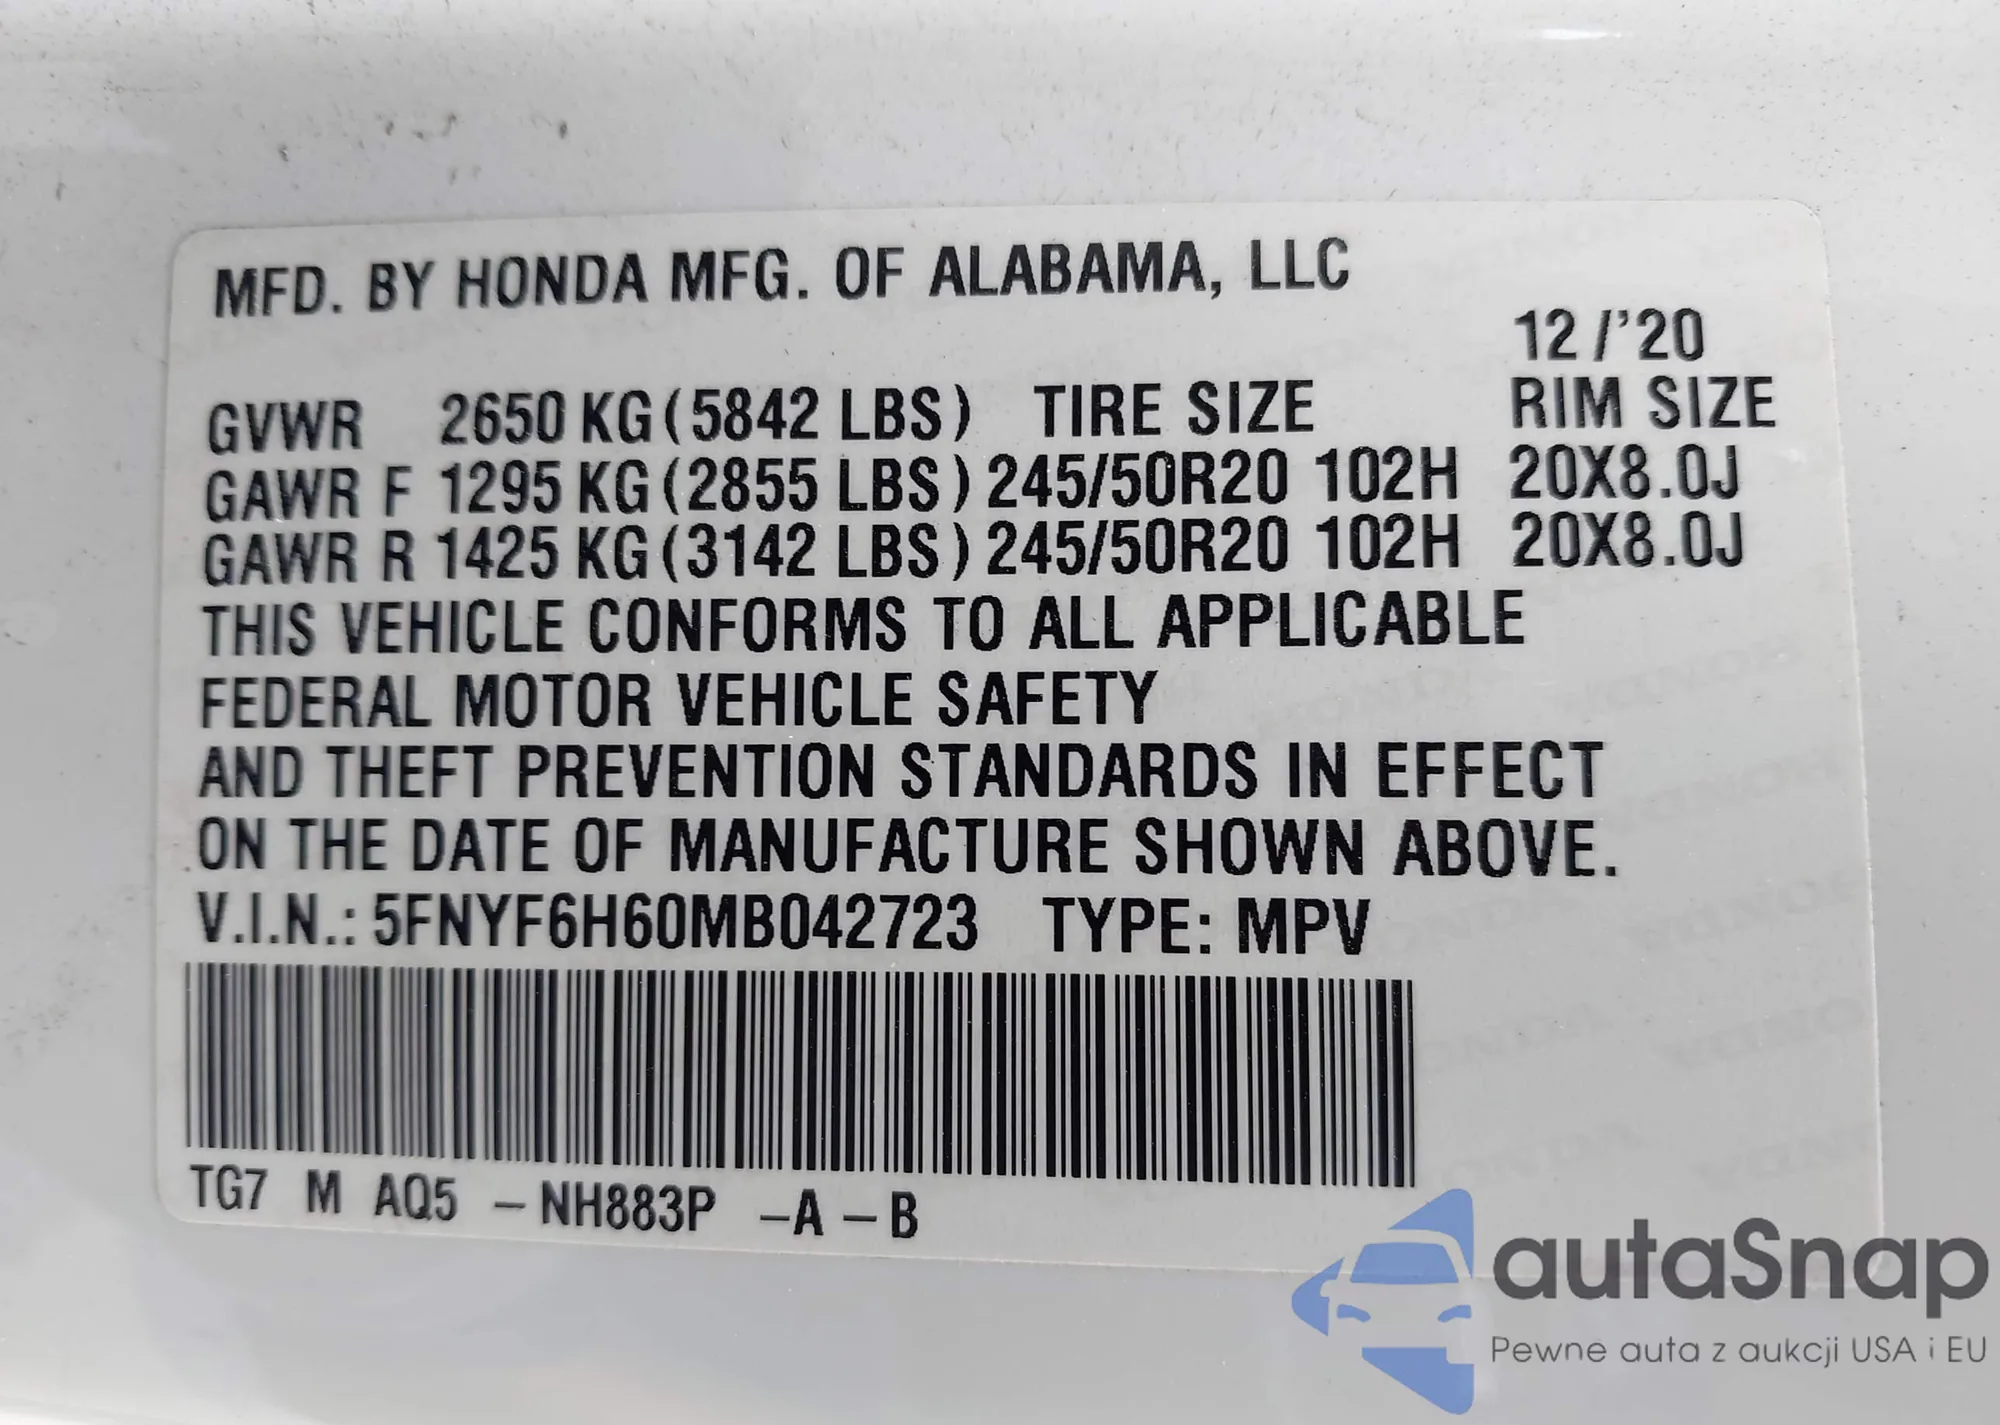 MFD. BY HONDA MFG. OF ALABAMA, LLC
12/'20
GVWR 2650 KG (5842 LBS) TIRE SIZE RIM SIZE
GAWR F 1295 KG (2855 LBS) 245/50R20 102H 20X8.0J
GAWR R 1425 KG (3142 LBS) 245/50R20 102H 20X8.0J
THIS VEHICLE CONFORMS TO ALL APPLICABLE
FEDERAL MOTOR VEHICLE SAFETY
AND THEFT PREVENTION STANDARDS IN EFFECT
ON THE DATE OF MANUFACTURE SHOWN ABOVE.
V.I.N.: 5FNYF6H60MB042723 TYPE: MPV
TG7 M AQ5 -NH883P -A -B
autaSnap
Pewne auta z aukcji USA i EU